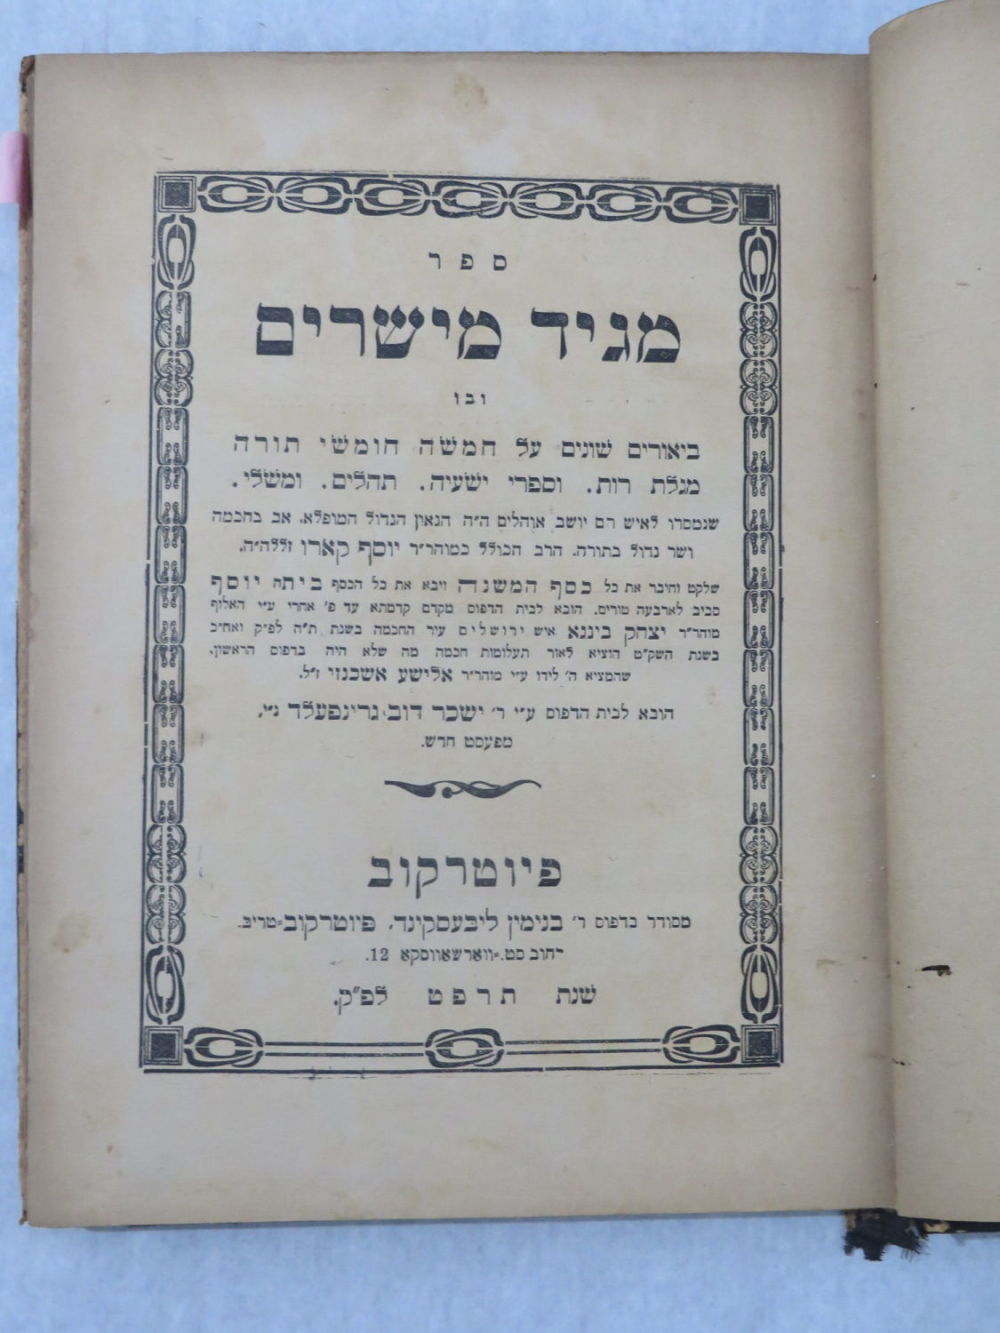 ספר
מגיד מישרים
ובו
ביאורים שונים על חמשה חומשי תורה
מגלת רות. וספרי ישעיה. תהלים. ומשלי.
שנמסרו לאיש רם יושב אוהלים ה״ה הגאון הגדול המופלא. אב בחכמה
ושר גדול בתורה. הרב הכולל כמוהר״ר יוסף קארו זללה״ה.
שלקט וחיבר את כל כסף המשנה ויבא את כל הכסף ביתה יוסף
סביב לארבעה טורים. הובא לבית הדפוס מקדם קדמתא עד פ׳ אחרי ע״י האלוף
מוהר״ר יצחק בינגא איש ירושלים עיר החכמה בשנת ת״ה לפ״ק ואח״כ
בשנת השק״ט הוציא לאור תעלומות חכמה מה שלא היה בדפוס הראשון.
שהמציא ה׳ לידו ע״י מוהר״ר אלישע אשכנזי ז״ל.
הובא לבית הדפוס ע״י ר׳ ישכר דוב גרינפעלד נ״י,
מפעסט חדש.
פיוטרקוב
מסודר בדפוס ר׳ בנימין ליבעסקינד, פיוטרקוב=טריב.
רחוב סט.=ווארשאווסקא 12.
שנת תרפט לפ״ק.